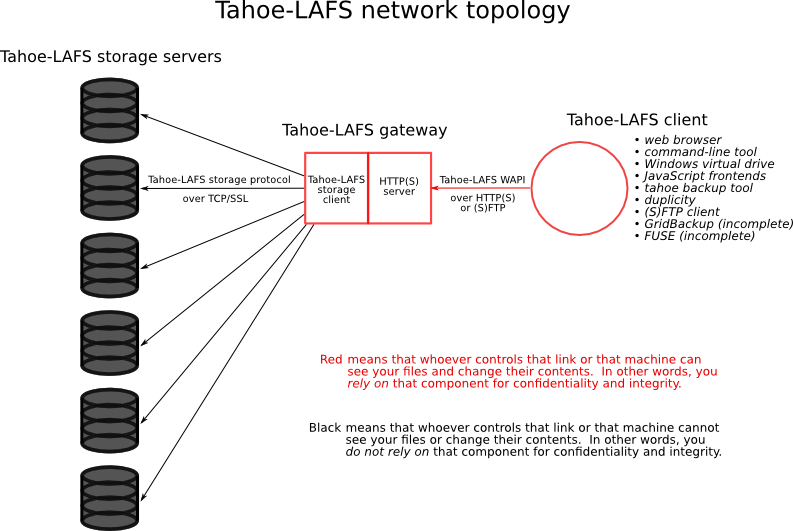 Tahoe-LAFS network topology
Tahoe-LAFS storage servers
Tahoe-LAFS gateway
Tahoe-LAFS
storage
client
HTTP(S)
server
Tahoe-LAFS storage protocol
over TCP/SSL
Tahoe-LAFS WAPI
over HTTP(S)
or (S)FTP
Tahoe-LAFS client
• web browser
• command-line tool
• Windows virtual drive
• JavaScript frontends
• tahoe backup tool
• duplicity
• (S)FTP client
• GridBackup (incomplete)
• FUSE (incomplete)
Red means that whoever controls that link or that machine can
see your files and change their contents.  In other words, you
rely on that component for confidentiality and integrity.
Black means that whoever controls that link or that machine cannot
see your files or change their contents.  In other words, you
do not rely on that component for confidentiality and integrity.